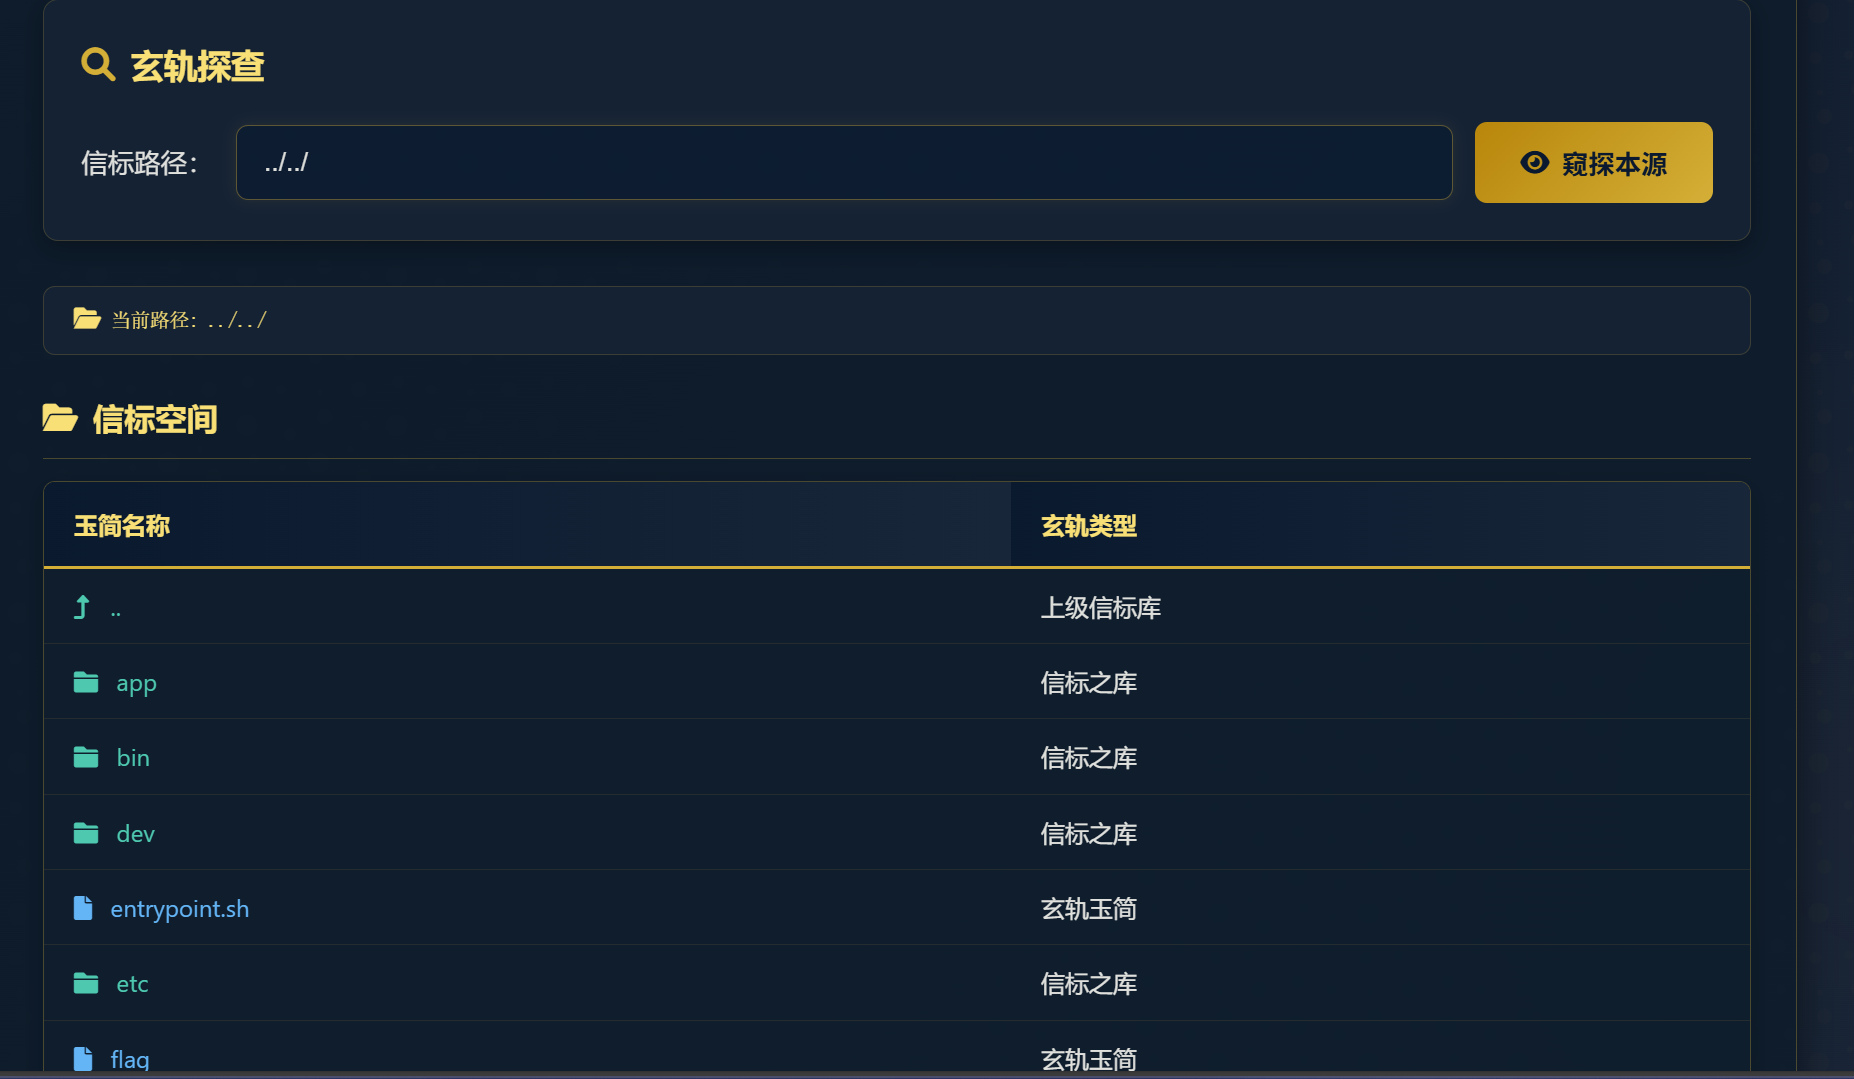 玄轨探查
信标路径：
../../
窥探本源
当前路径：../../
信标空间
玉简名称 玄轨类型
.. 上级信标库
app 信标之库
bin 信标之库
dev 信标之库
entrypoint.sh 玄轨玉简
etc 信标之库
flag 玄轨玉简